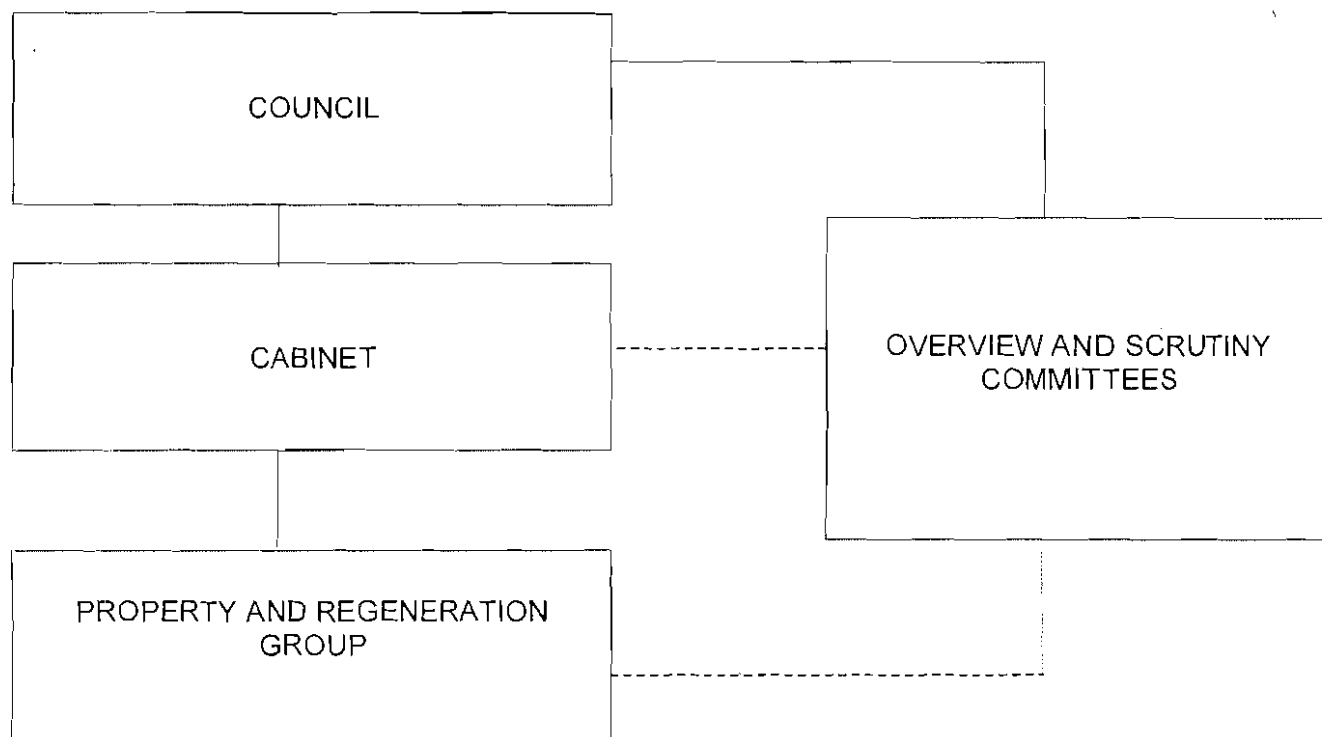 COUNCIL
CABINET
OVERVIEW AND SCRUTINY
COMMITTEES
PROPERTY AND REGENERATION
GROUP